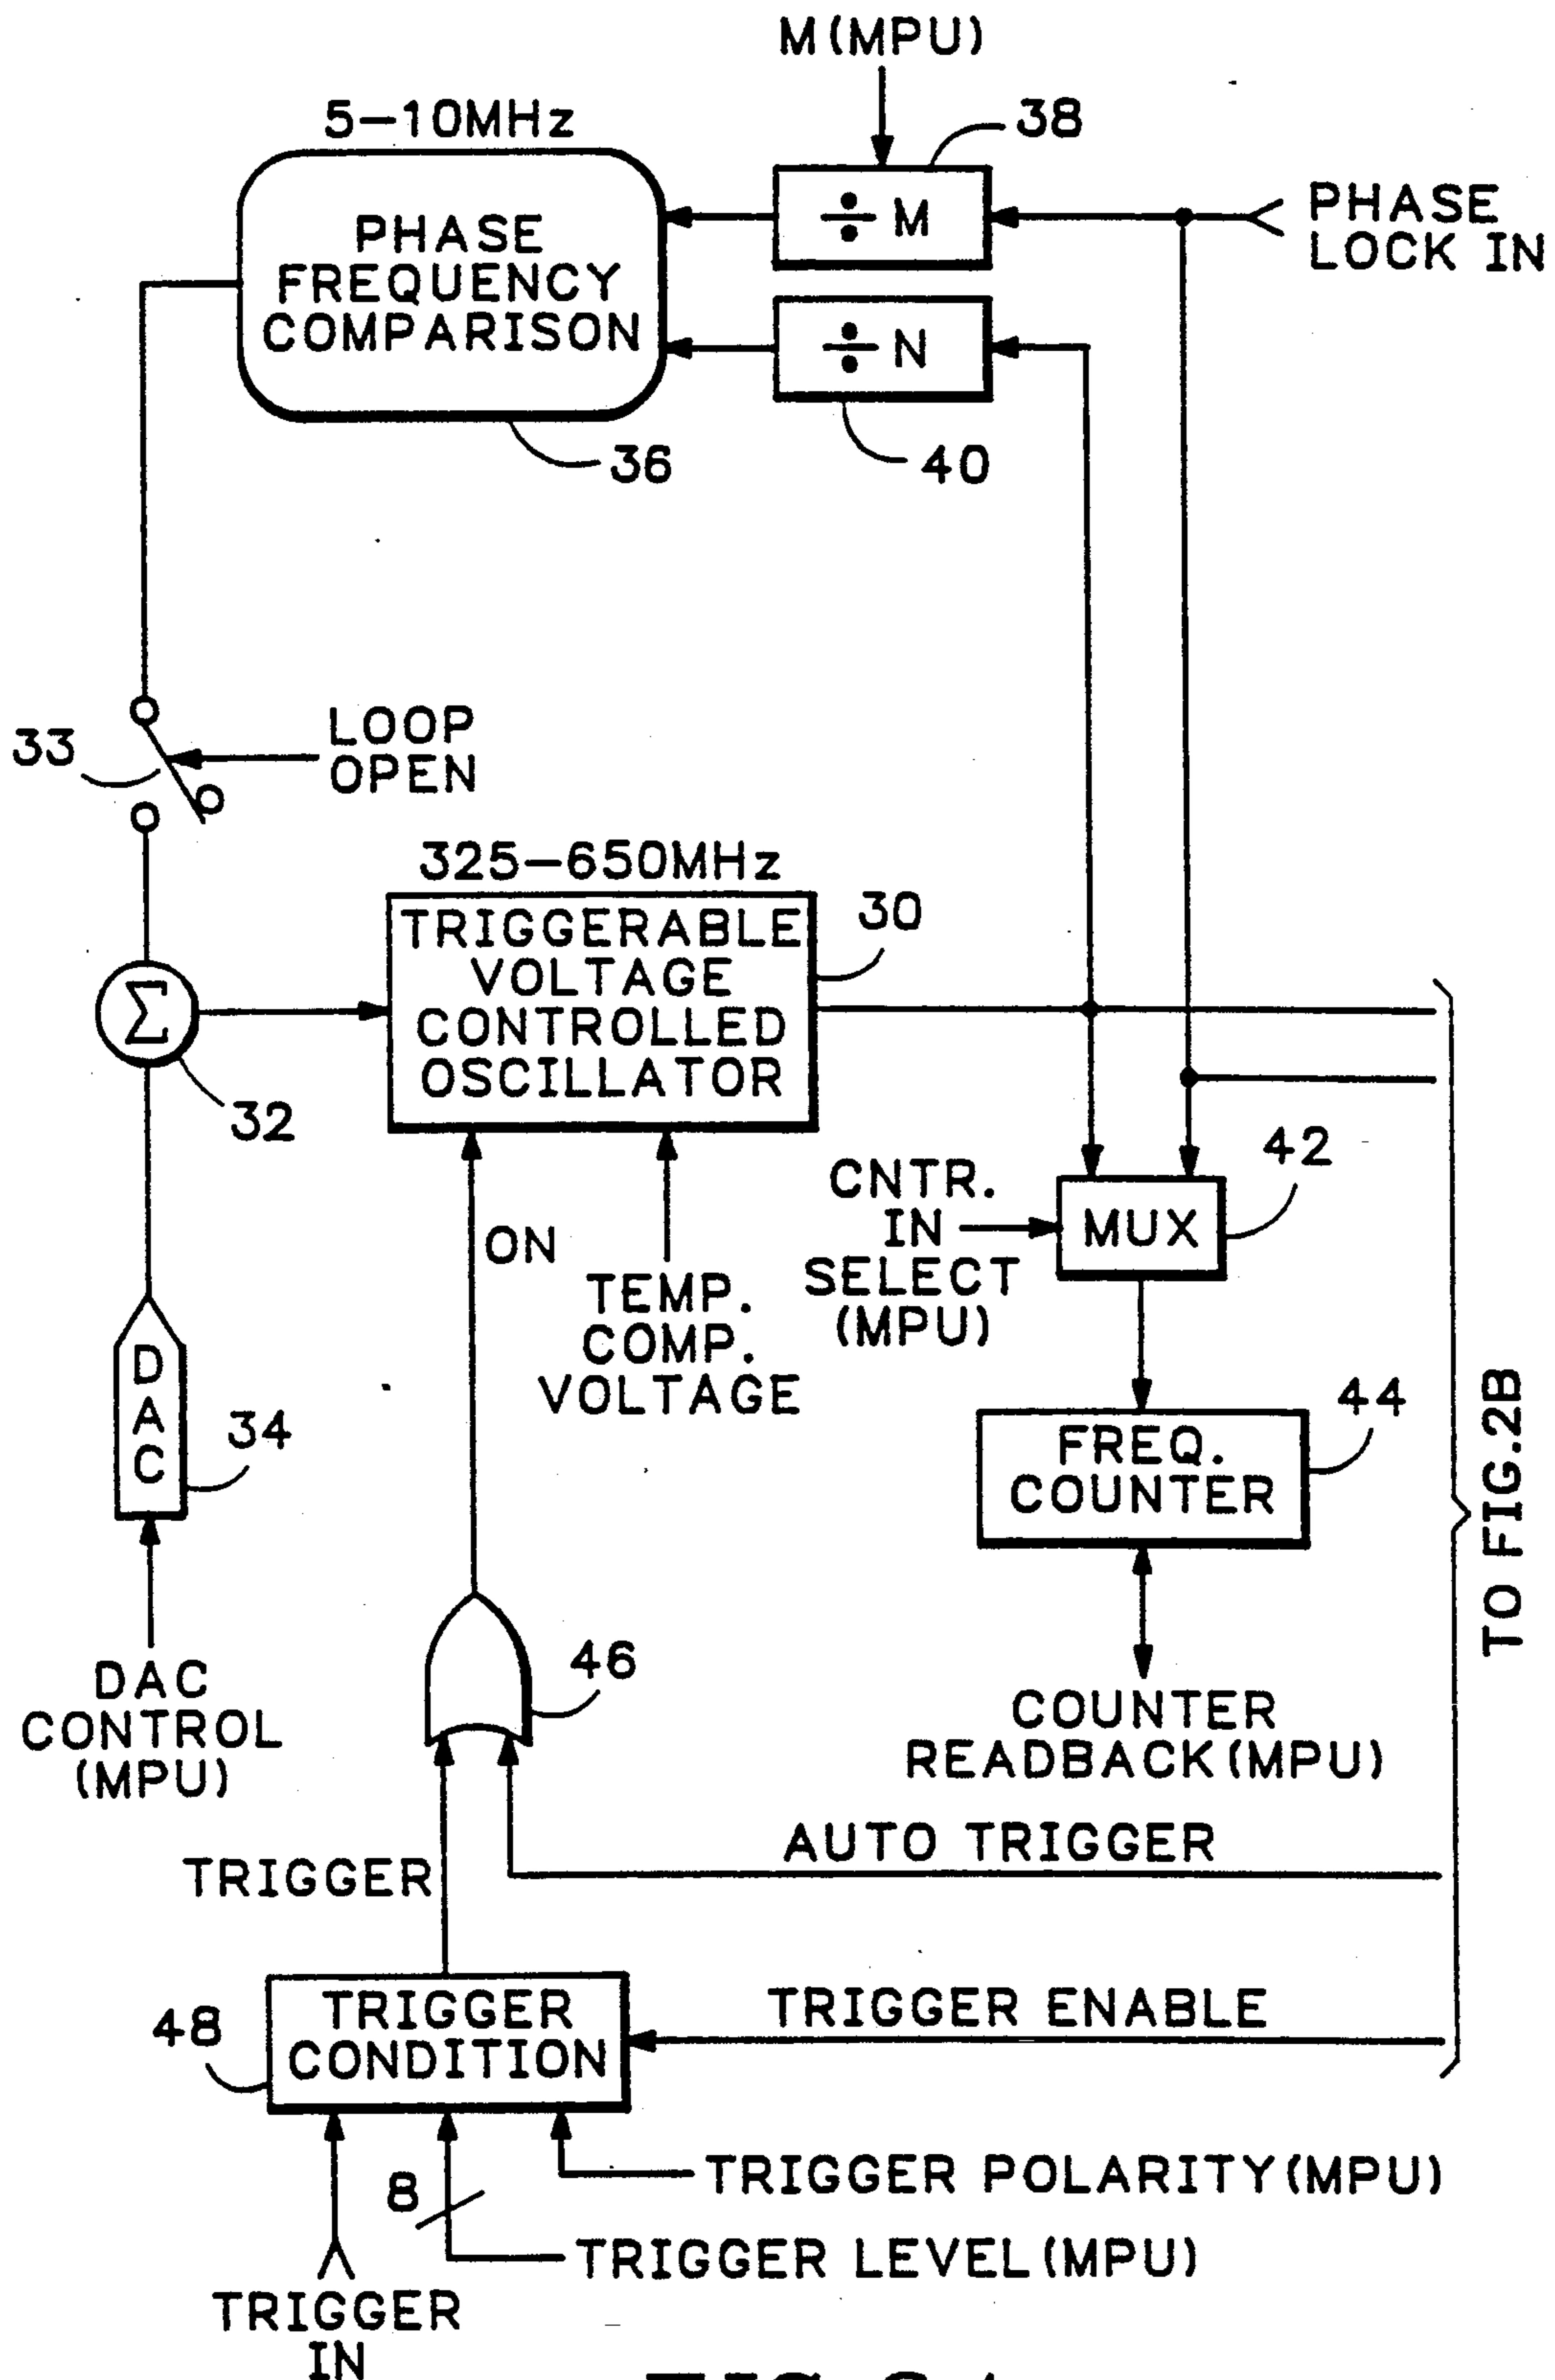 M(MPU)
5-10MHz
38
PHASE
FREQUENCY
COMPARISON
÷ M
PHASE
LOCK IN
÷ N
36
40
33
LOOP
OPEN
325-650MHz
TRIGGERABLE
VOLTAGE
CONTROLLED
OSCILLATOR
30
Σ
32
42
CNTR.
IN
SELECT
(MPU)
MUX
ON
TEMP.
COMP.
VOLTAGE
D
A
C
34
44
FREQ.
COUNTER
TO FIG.2B
DAC
CONTROL
(MPU)
46
COUNTER
READBACK(MPU)
AUTO TRIGGER
TRIGGER
48
TRIGGER
CONDITION
TRIGGER ENABLE
8
TRIGGER POLARITY(MPU)
TRIGGER LEVEL(MPU)
TRIGGER
IN